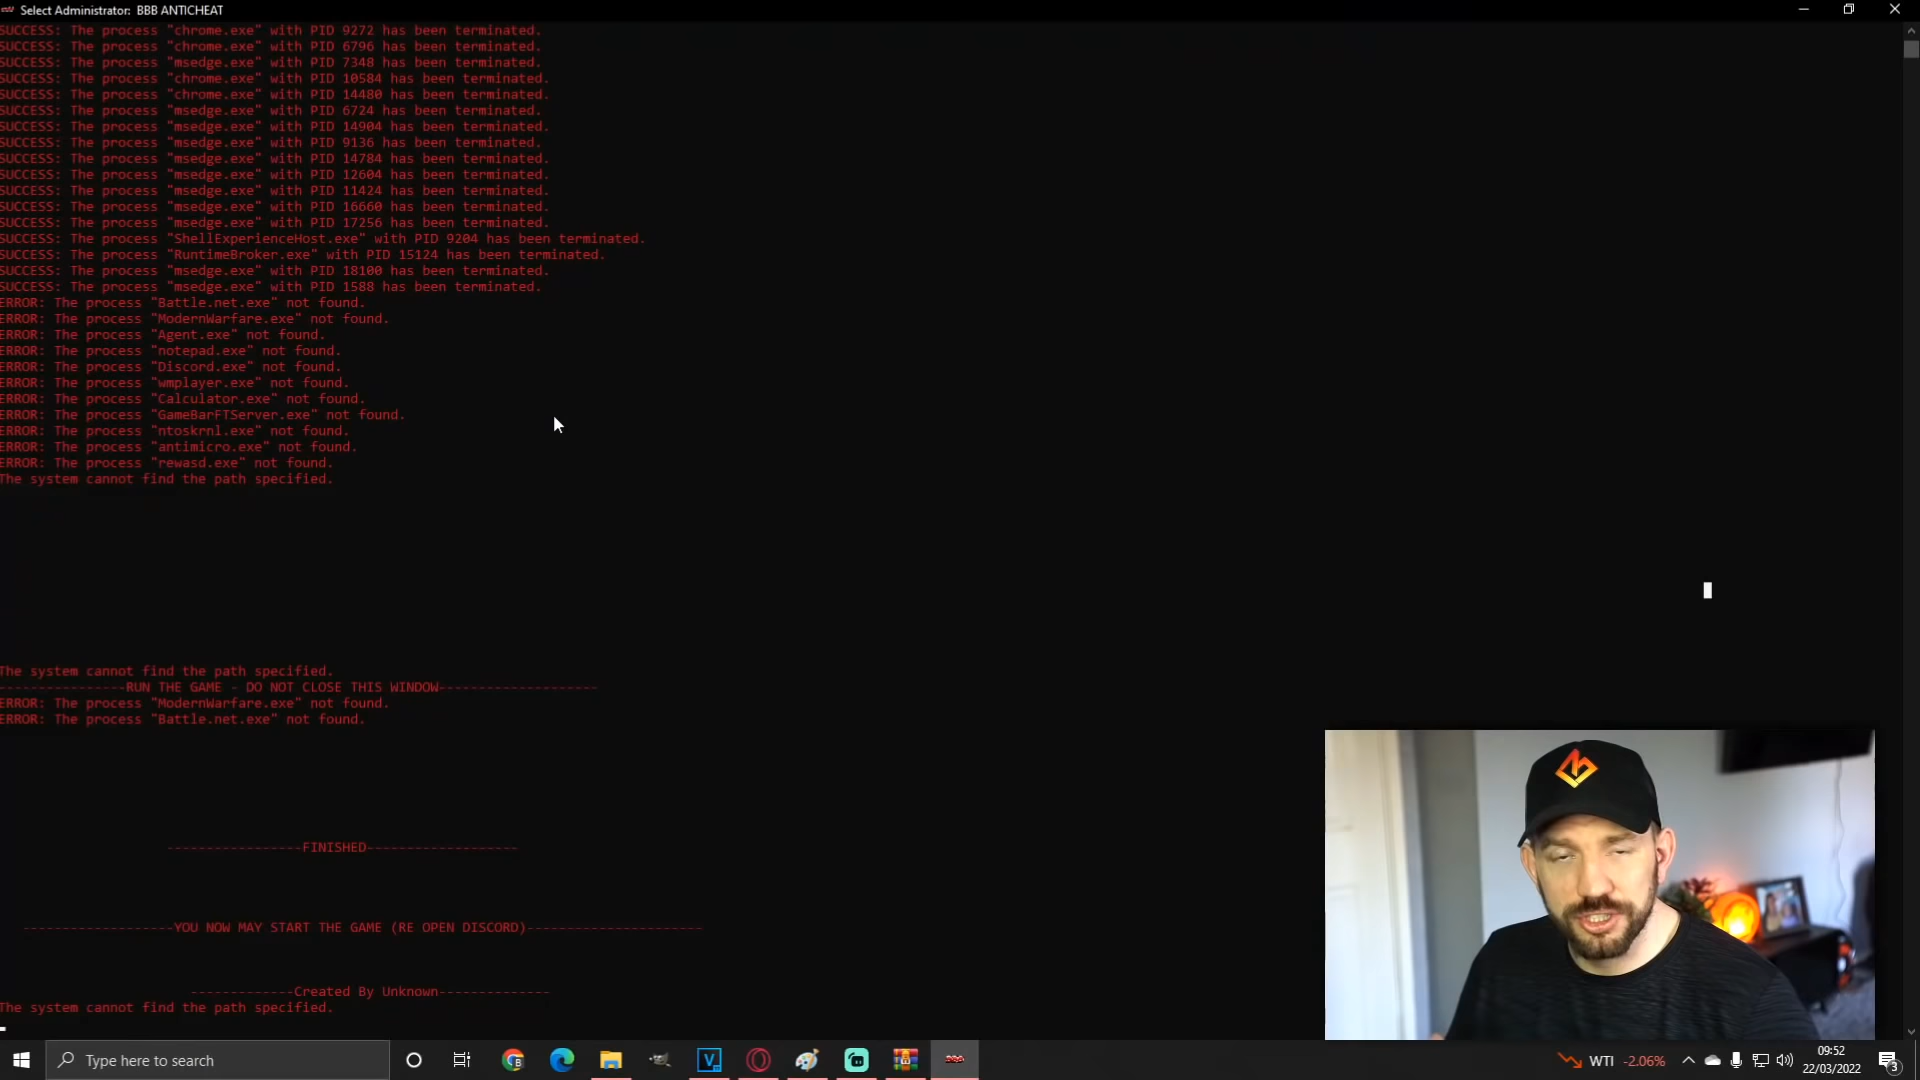 Select Administrator: BBB ANTICHEAT
SUCCESS: The process "chrome.exe" with PID 9272 has been terminated.
SUCCESS: The process "chrome.exe" with PID 6796 has been terminated.
SUCCESS: The process "msedge.exe" with PID 7348 has been terminated.
SUCCESS: The process "chrome.exe" with PID 10584 has been terminated.
SUCCESS: The process "chrome.exe" with PID 14480 has been terminated.
SUCCESS: The process "msedge.exe" with PID 6724 has been terminated.
SUCCESS: The process "msedge.exe" with PID 14904 has been terminated.
SUCCESS: The process "msedge.exe" with PID 9136 has been terminated.
SUCCESS: The process "msedge.exe" with PID 14784 has been terminated.
SUCCESS: The process "msedge.exe" with PID 12604 has been terminated.
SUCCESS: The process "msedge.exe" with PID 11424 has been terminated.
SUCCESS: The process "msedge.exe" with PID 16660 has been terminated.
SUCCESS: The process "msedge.exe" with PID 17256 has been terminated.
SUCCESS: The process "ShellExperienceHost.exe" with PID 9204 has been terminated.
SUCCESS: The process "RuntimeBroker.exe" with PID 15124 has been terminated.
SUCCESS: The process "msedge.exe" with PID 18100 has been terminated.
SUCCESS: The process "msedge.exe" with PID 1588 has been terminated.
ERROR: The process "Battle.net.exe" not found.
ERROR: The process "ModernWarfare.exe" not found.
ERROR: The process "Agent.exe" not found.
ERROR: The process "notepad.exe" not found.
ERROR: The process "Discord.exe" not found.
ERROR: The process "wmplayer.exe" not found.
ERROR: The process "Calculator.exe" not found.
ERROR: The process "GameBarFTServer.exe" not found.
ERROR: The process "ntoskrnl.exe" not found.
ERROR: The process "antimicro.exe" not found.
ERROR: The process "rewasd.exe" not found.
The system cannot find the path specified.
The system cannot find the path specified.
----------------RUN THE GAME - DO NOT CLOSE THIS WINDOW--------------------
ERROR: The process "ModernWarfare.exe" not found.
ERROR: The process "Battle.net.exe" not found.
-----------------FINISHED-------------------
-------------------YOU NOW MAY START THE GAME (RE OPEN DISCORD)----------------------
-------------Created By Unknown--------------
The system cannot find the path specified.
Type here to search
WTI -2.06%
09:52
22/03/2022
3